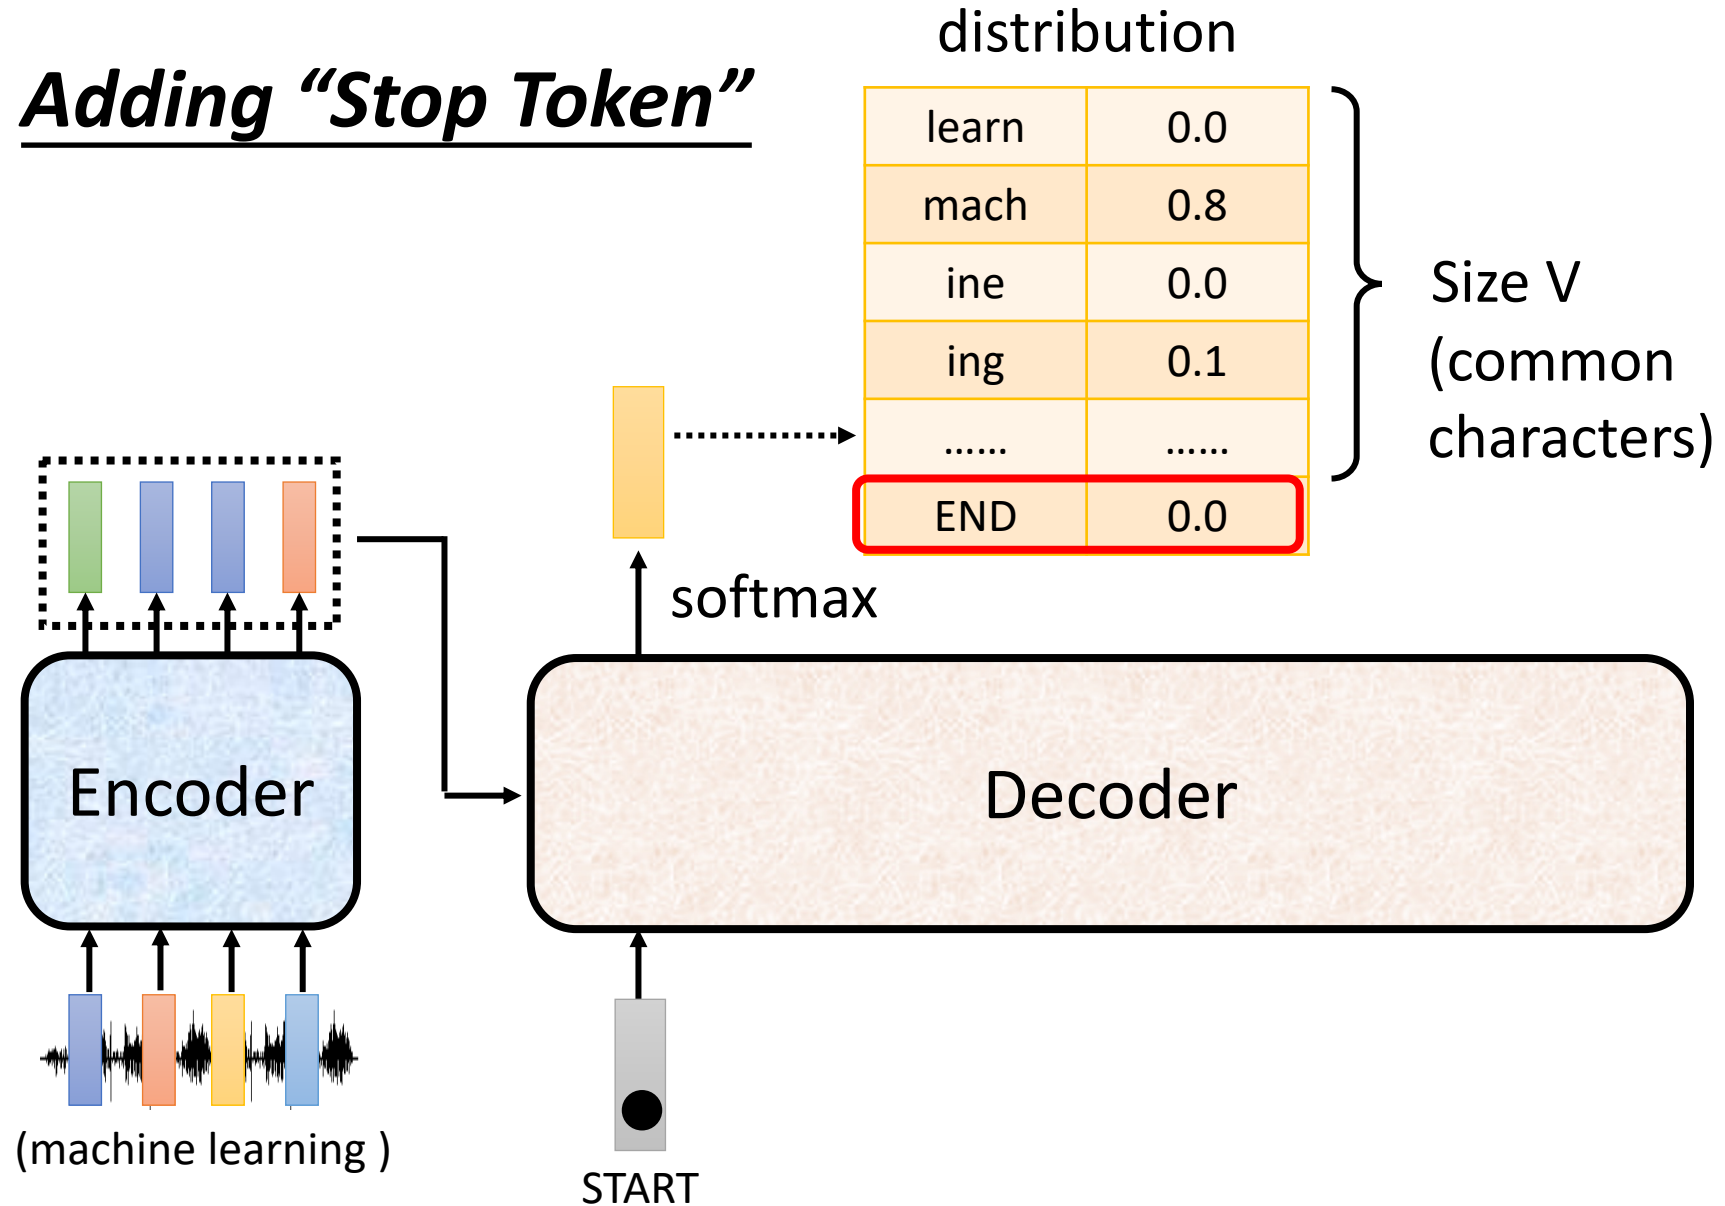 Adding “Stop Token”
distribution
learn 0.0
mach 0.8
ine 0.0
ing 0.1
...... ......
END 0.0
Size V
(common
characters)
softmax
Encoder
Decoder
(machine learning )
START